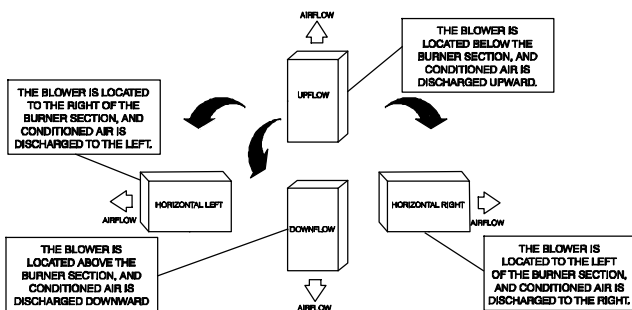 AIRFLOW
THE BLOWER IS
LOCATED BELOW THE
BURNER SECTION, AND
CONDITIONED AIR IS
DISCHARGED UPWARD.
UPFLOW
THE BLOWER IS LOCATED
TO THE RIGHT OF THE
BURNER SECTION, AND
CONDITIONED AIR IS
DISCHARGED TO THE LEFT.
HORIZONTAL LEFT
AIRFLOW
DOWNFLOW
HORIZONTAL RIGHT
AIRFLOW
THE BLOWER IS
LOCATED ABOVE THE
BURNER SECTION, AND
CONDITIONED AIR IS
DISCHARGED DOWNWARD
AIRFLOW
THE BLOWER IS
LOCATED TO THE LEFT
OF THE BURNER SECTION,
AND CONDITIONED AIR IS
DISCHARGED TO THE RIGHT.